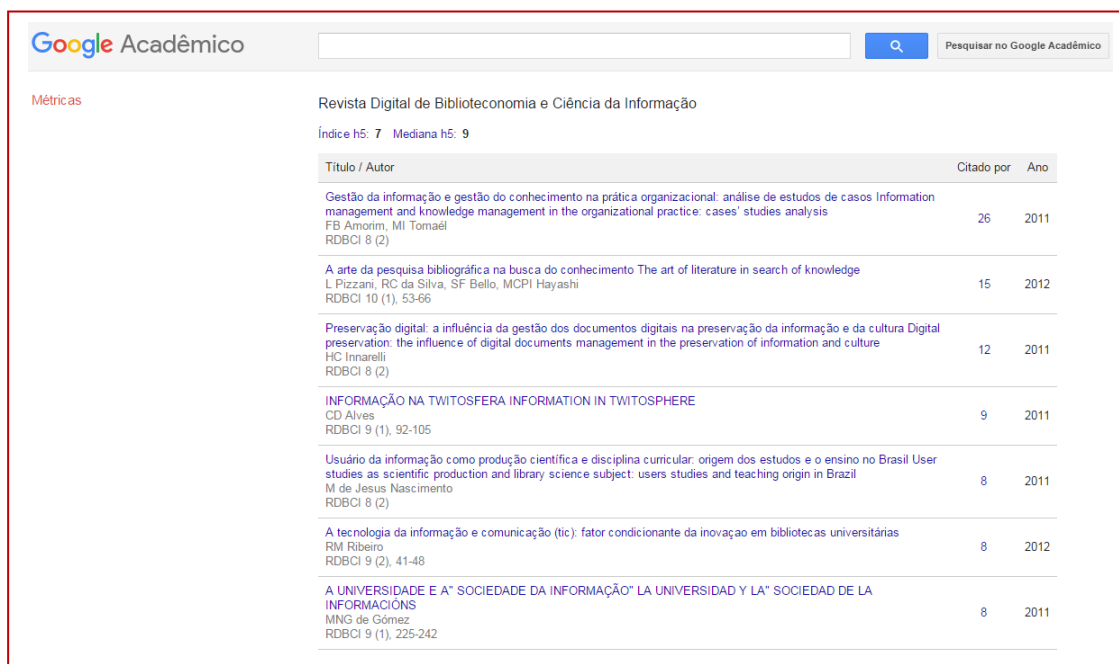 Google Acadêmico
Pesquisar no Google Acadêmico
Métricas
Revista Digital de Biblioteconomia e Ciência da Informação
Índice h5: 7 Mediana h5: 9
Título / Autor Citado por Ano
Gestão da informação e gestão do conhecimento na prática organizacional: análise de estudos de casos Information
management and knowledge management in the organizational practice: cases' studies analysis
FB Amorim, MI Tomaél
RDBCI 8 (2)
26 2011
A arte da pesquisa bibliográfica na busca do conhecimento The art of literature in search of knowledge
L Pizzani, RC da Silva, SF Bello, MCPI Hayashi
RDBCI 10 (1), 53-66
15 2012
Preservação digital: a influência da gestão dos documentos digitais na preservação da informação e da cultura Digital
preservation: the influence of digital documents management in the preservation of information and culture
HC Innarelli
RDBCI 8 (2)
12 2011
INFORMAÇÃO NA TWITOSFERA INFORMATION IN TWITOSPHERE
CD Alves
RDBCI 9 (1), 92-105
9 2011
Usuário da informação como produção científica e disciplina curricular: origem dos estudos e o ensino no Brasil User
studies as scientific production and library science subject: users studies and teaching origin in Brazil
M de Jesus Nascimento
RDBCI 8 (2)
8 2011
A tecnologia da informação e comunicação (tic): fator condicionante da inovaçao em bibliotecas universitárias
RM Ribeiro
RDBCI 9 (2), 41-48
8 2012
A UNIVERSIDADE E A" SOCIEDADE DA INFORMAÇÃO" LA UNIVERSIDAD Y LA" SOCIEDAD DE LA
INFORMACIÓNS
MNG de Gómez
RDBCI 9 (1), 225-242
8 2011